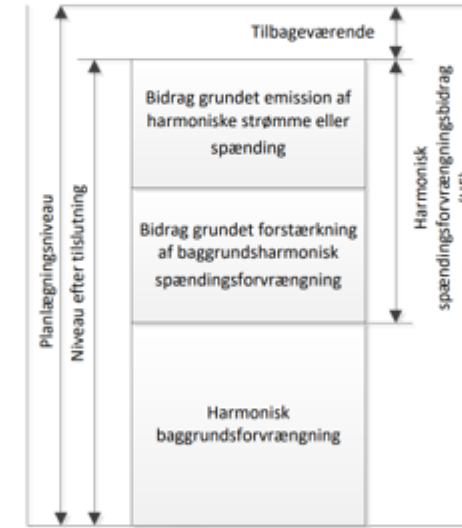 Tilbageværende
Bidrag grundet emission af
harmoniske strømme eller
spænding
Bidrag grundet forstærkning
af baggrundsharmonisk
spændingsforvrængning
Harmonisk
baggrundsforvrængning
Planlægningsniveau
Niveau efter tilslutning
Harmonisk
spændingsforvrængningsbidrag